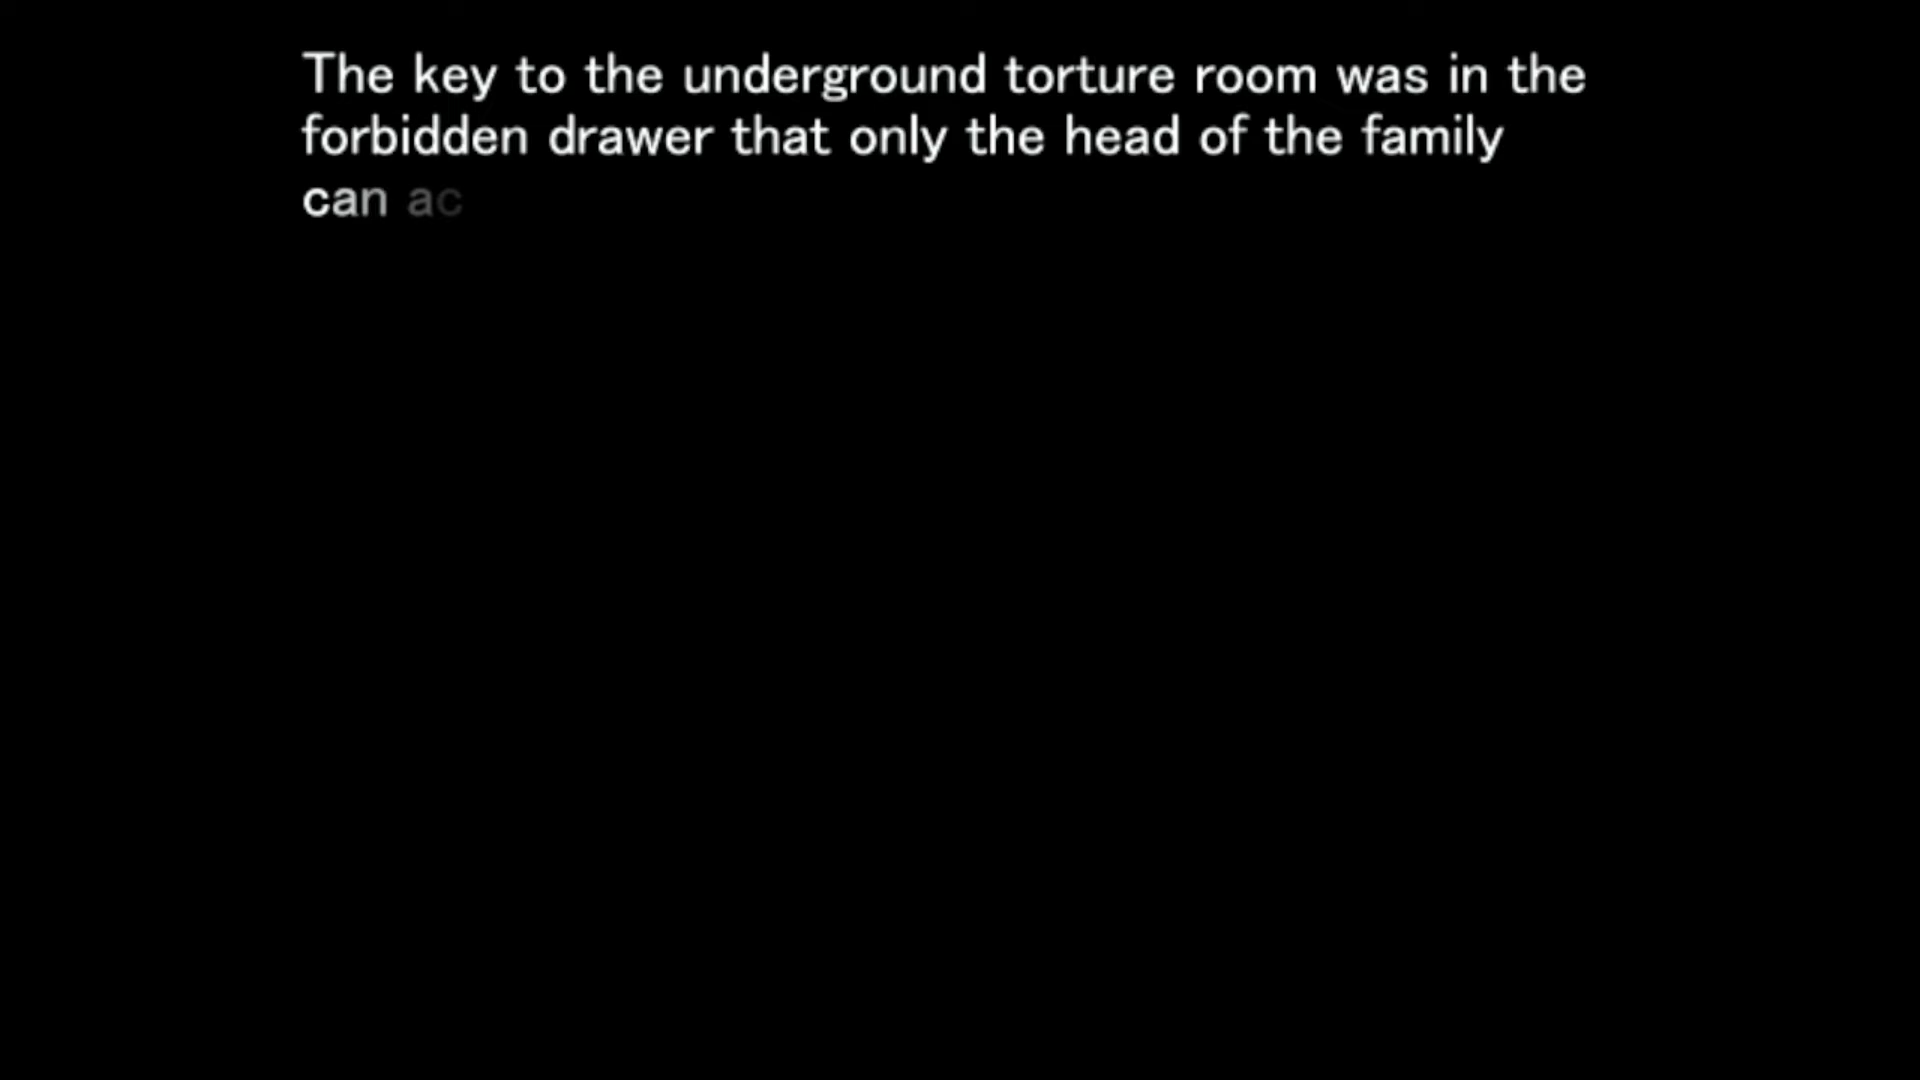 The key to the underground torture room was in the
forbidden drawer that only the head of the family
can ac